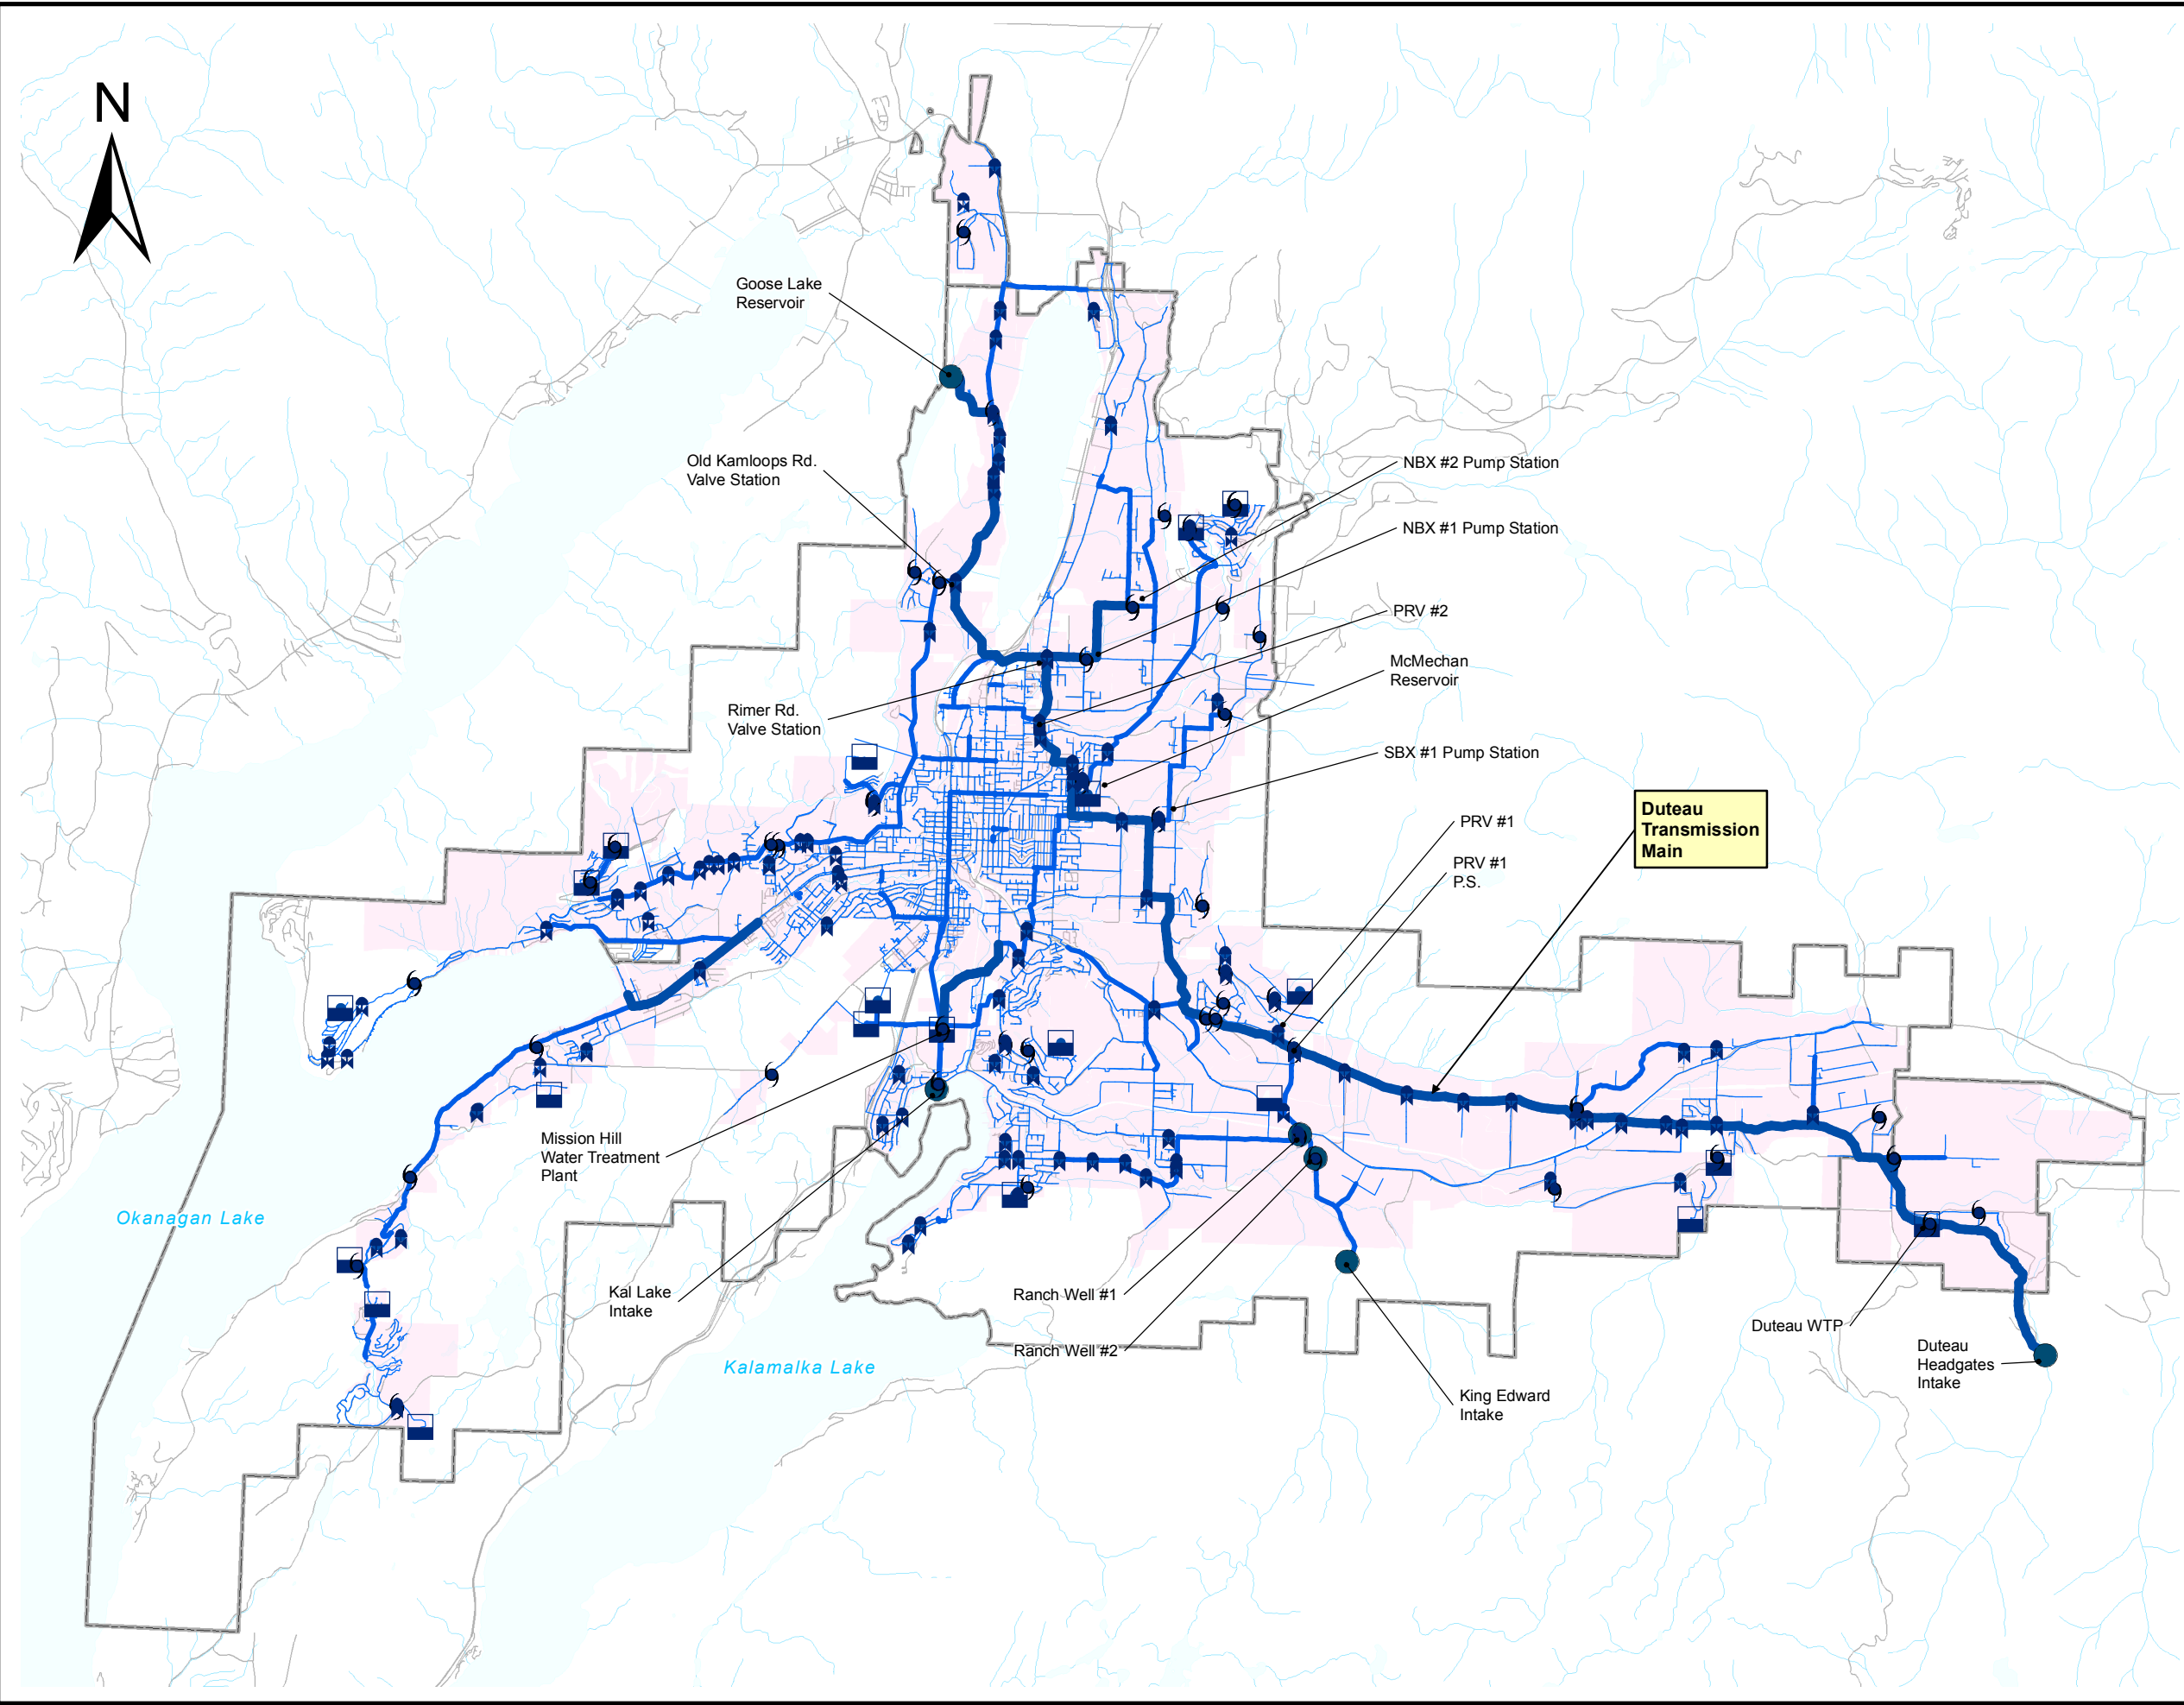 N
Goose Lake
Reservoir
Old Kamloops Rd.
Valve Station
NBX #2 Pump Station
NBX #1 Pump Station
PRV #2
McMechan
Reservoir
Rimer Rd.
Valve Station
SBX #1 Pump Station
Duteau
Transmission
Main
PRV #1
PRV #1
P.S.
Mission Hill
Water Treatment
Plant
Okanagan Lake
Kal Lake
Intake
Ranch Well #1
Ranch Well #2
Kalamalka Lake
King Edward
Intake
Duteau WTP
Duteau
Headgates
Intake